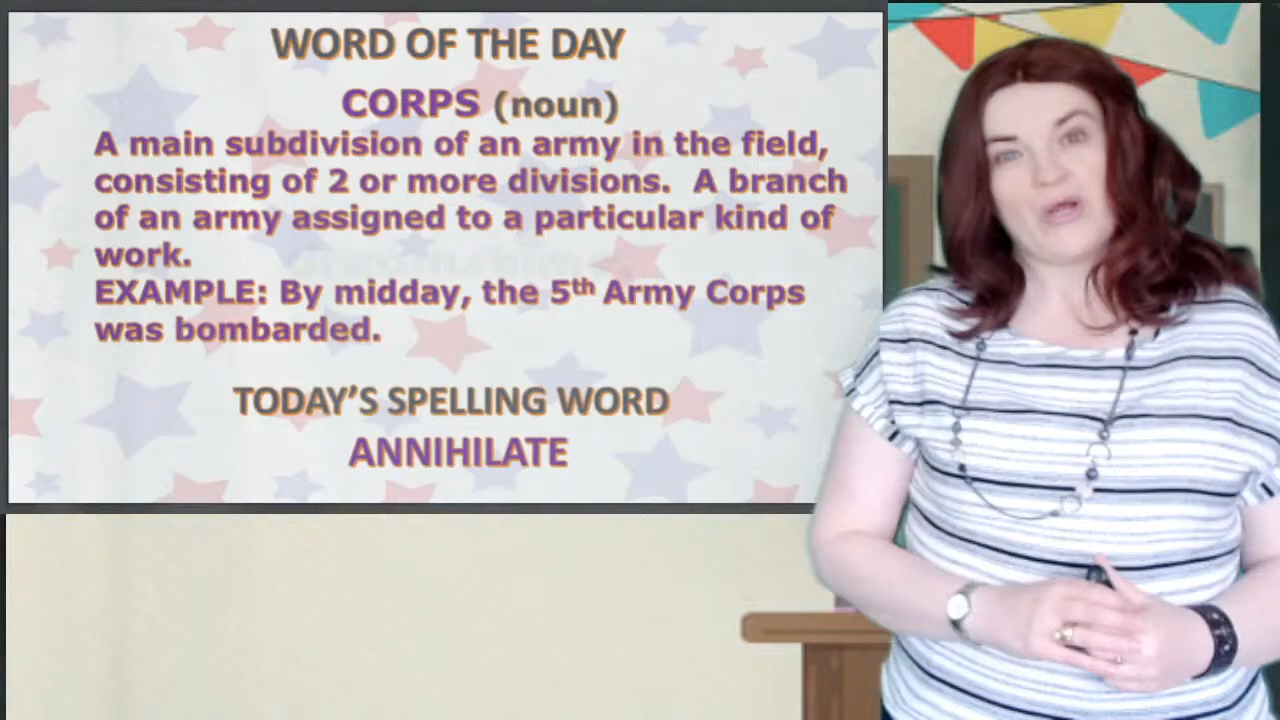 WORD OF THE DAY
CORPS (noun)
A main subdivision of an army in the field,
consisting of 2 or more divisions.  A branch
of an army assigned to a particular kind of
work.
EXAMPLE: By midday, the 5th Army Corps
was bombarded.
TODAY’S SPELLING WORD
ANNIHILATE